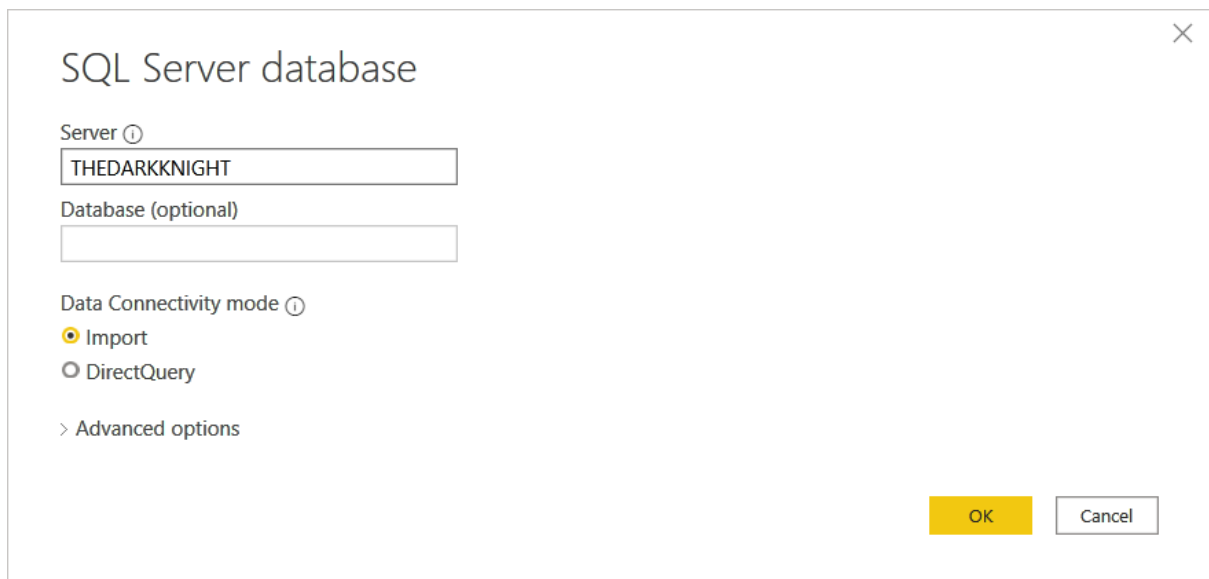 SQL Server database
Server
THEDARKKNIGHT
Database (optional)
Data Connectivity mode
Import
DirectQuery
Advanced options
OK Cancel